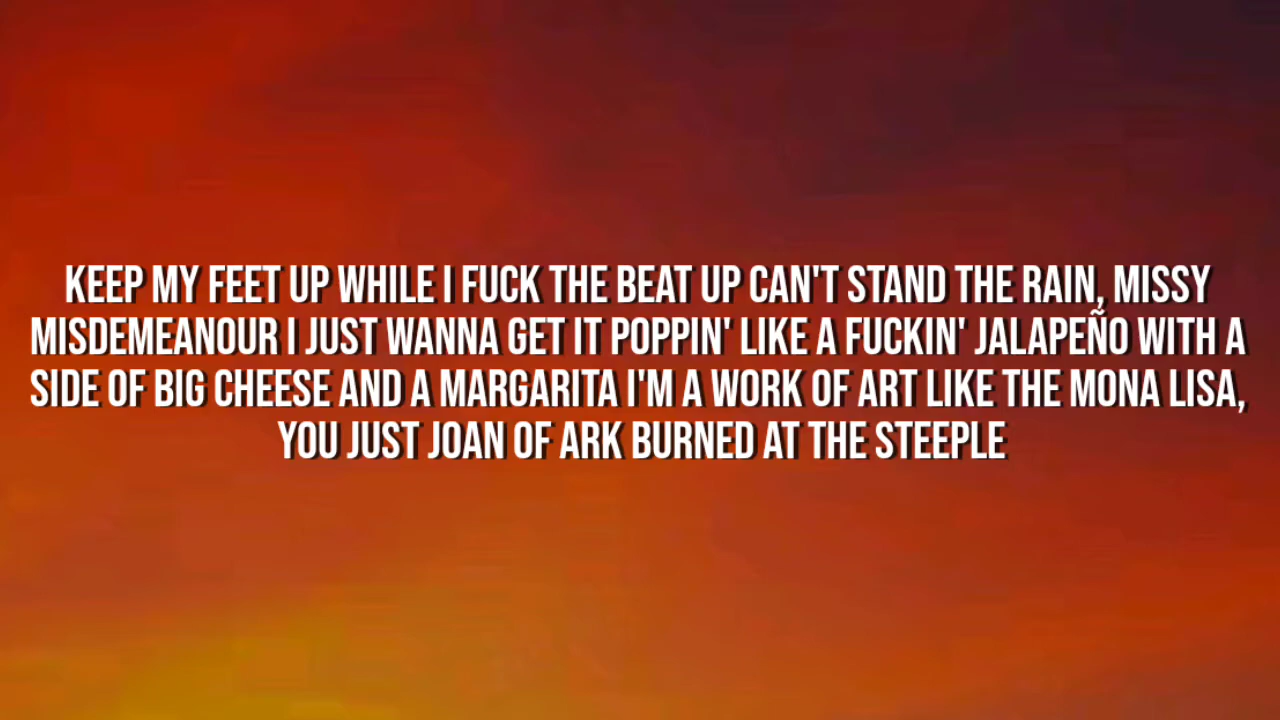 KEEP MY FEET UP WHILE I FUCK THE BEAT UP CAN'T STAND THE RAIN, MISSY
MISDEMEANOUR I JUST WANNA GET IT POPPIN' LIKE A FUCKIN' JALAPEÑO WITH A
SIDE OF BIG CHEESE AND A MARGARITA I'M A WORK OF ART LIKE THE MONA LISA,
YOU JUST JOAN OF ARK BURNED AT THE STEEPLE